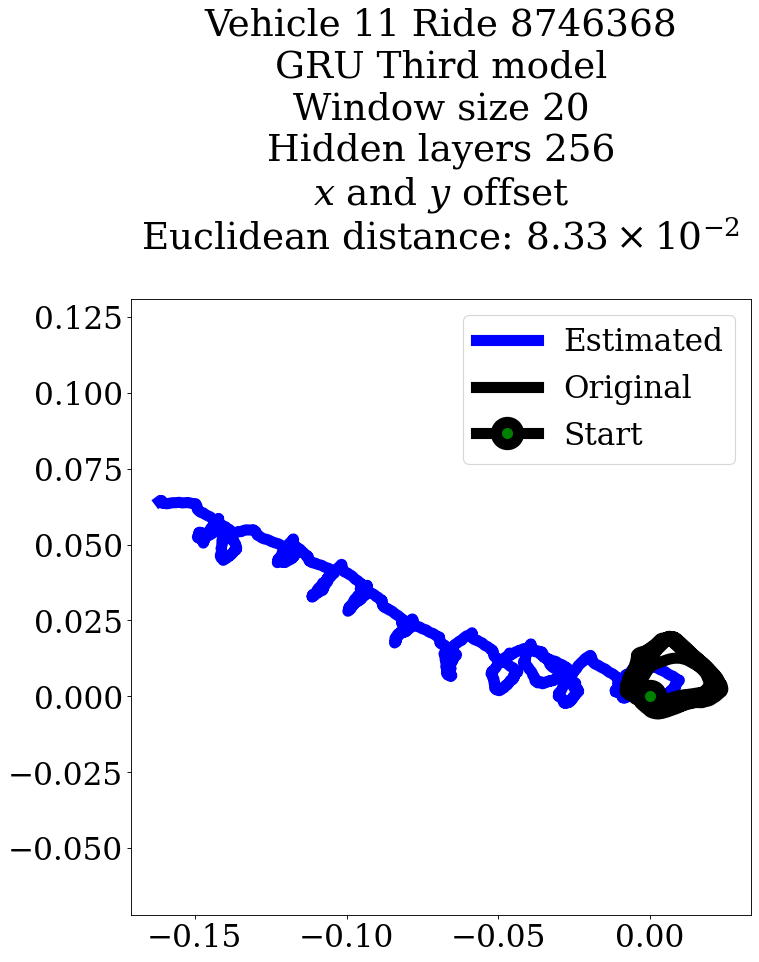 Vehicle 11 Ride 8746368
GRU Third model
Window size 20
Hidden layers 256
x and y offset
Euclidean distance: 8.33 × 10⁻²
Estimated
Original
Start
0.125
0.100
0.075
0.050
0.025
0.000
−0.025
−0.050
−0.15 −0.10 −0.05 0.00